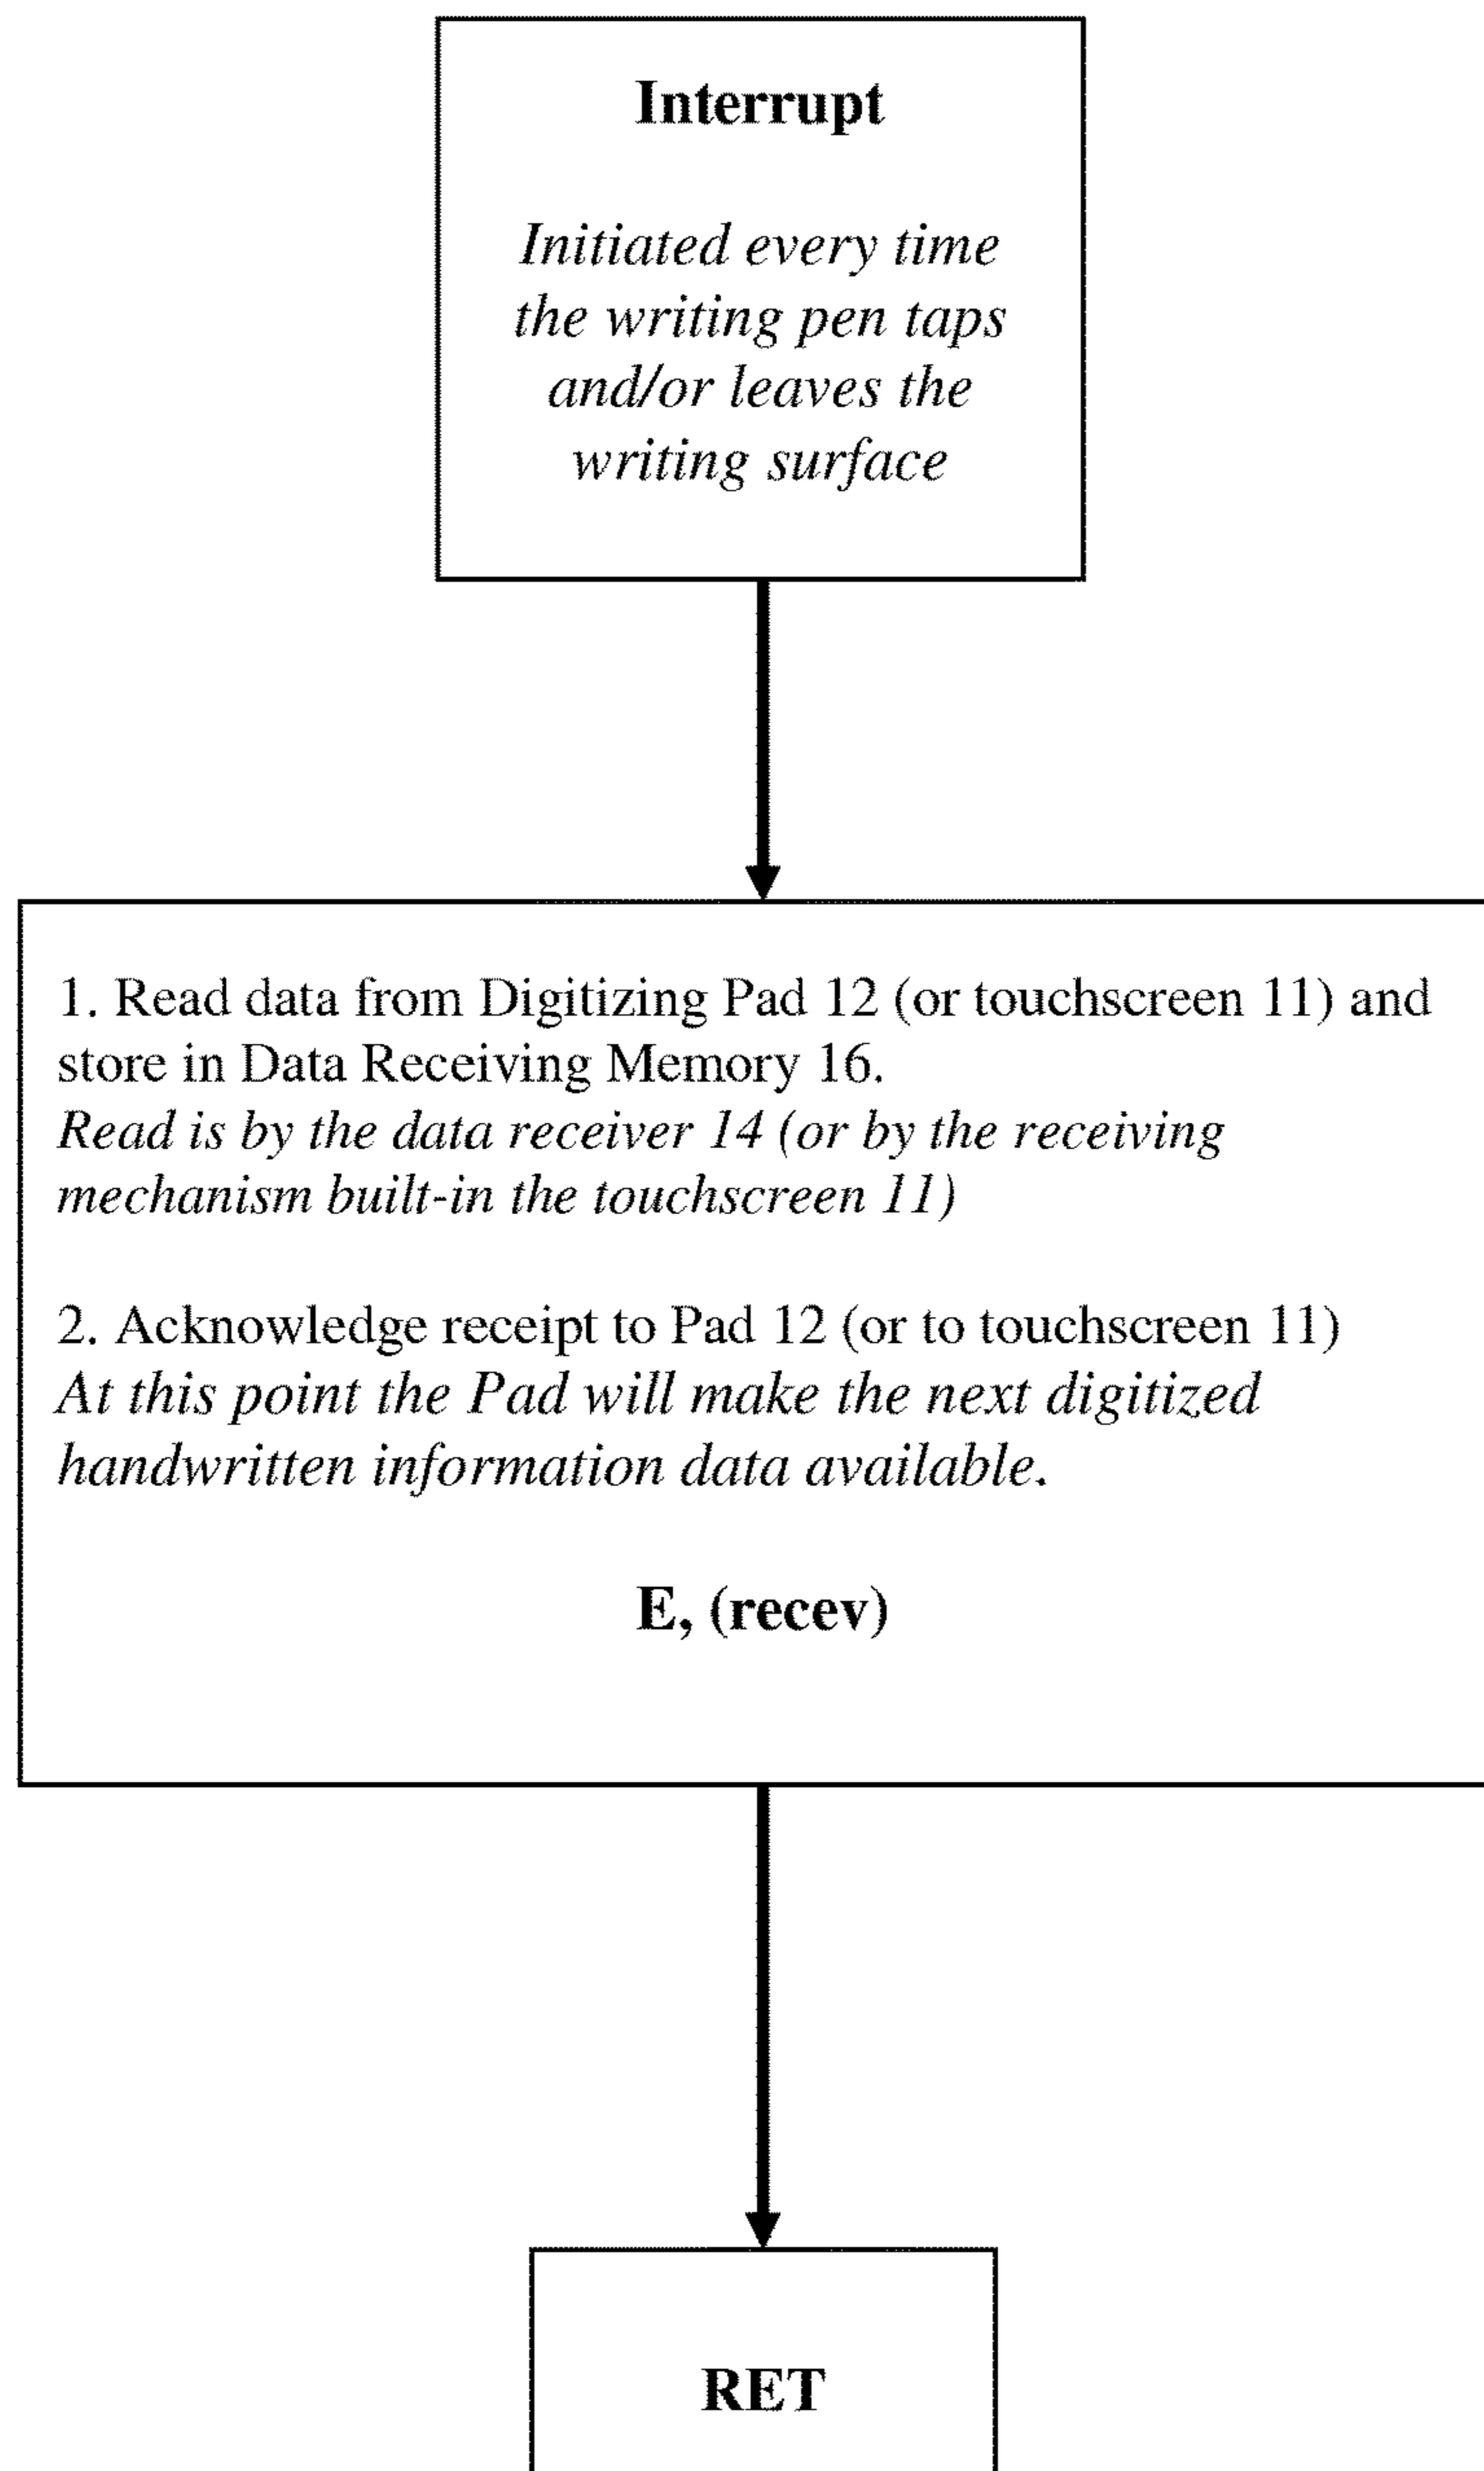 Interrupt
Initiated every time
the writing pen taps
and/or leaves the
writing surface
1. Read data from Digitizing Pad 12 (or touchscreen 11) and
store in Data Receiving Memory 16.
Read is by the data receiver 14 (or by the receiving
mechanism built-in the touchscreen 11)
2. Acknowledge receipt to Pad 12 (or to touchscreen 11)
At this point the Pad will make the next digitized
handwritten information data available.
E, (recev)
RET